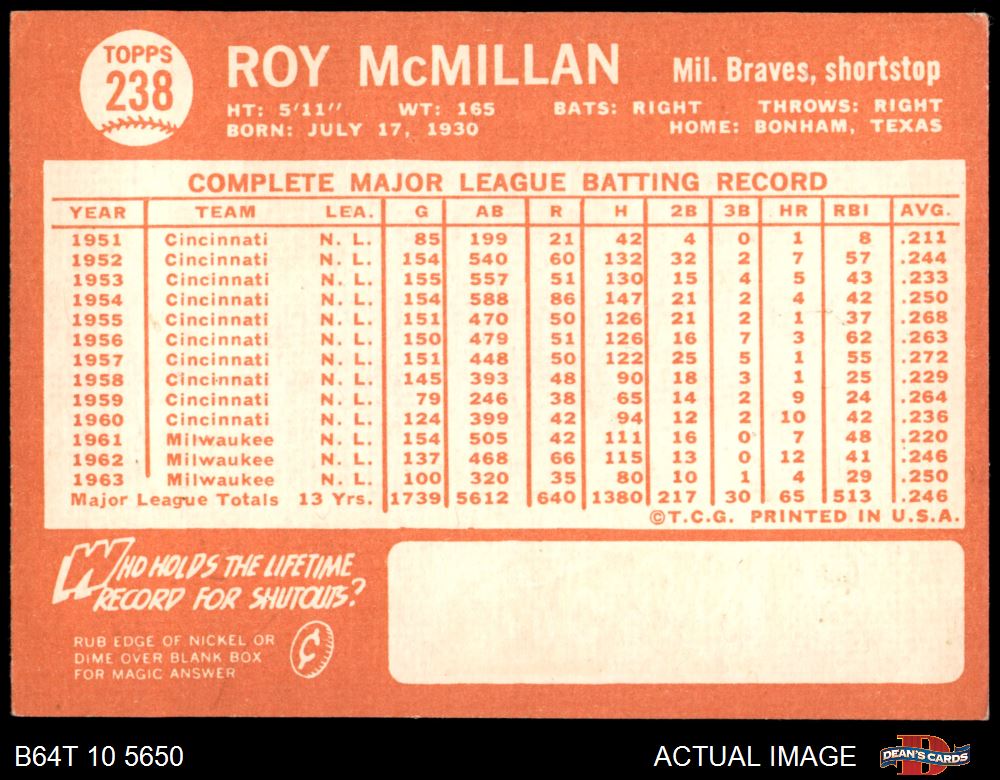 TOPPS
238
ROY McMILLAN
Mil. Braves, shortstop
HT: 5'11" WT: 165 BATS: RIGHT THROWS: RIGHT
BORN: JULY 17, 1930 HOME: BONHAM, TEXAS
COMPLETE MAJOR LEAGUE BATTING RECORD
YEAR TEAM LEA. G AB R H 2B 3B HR RBI AVG.
1951 Cincinnati N. L. 85 199 21 42 4 0 1 8 .211
1952 Cincinnati N. L. 154 540 60 132 32 2 7 57 .244
1953 Cincinnati N. L. 155 557 51 130 15 4 5 43 .233
1954 Cincinnati N. L. 154 588 86 147 21 2 4 42 .250
1955 Cincinnati N. L. 151 470 50 126 21 2 1 37 .268
1956 Cincinnati N. L. 150 479 51 126 16 7 3 62 .263
1957 Cincinnati N. L. 151 448 50 122 25 5 1 55 .272
1958 Cincinnati N. L. 145 393 48 90 18 3 1 25 .229
1959 Cincinnati N. L. 79 246 38 65 14 2 9 24 .264
1960 Cincinnati N. L. 124 399 42 94 12 2 10 42 .236
1961 Milwaukee N. L. 154 505 42 111 16 0 7 48 .220
1962 Milwaukee N. L. 137 468 66 115 13 0 12 41 .246
1963 Milwaukee N. L. 100 320 35 80 10 1 4 29 .250
Major League Totals 13 Yrs. 1739 5612 640 1380 217 30 65 513 .246
©T.C.G. PRINTED IN U.S.A.
WHO HOLDS THE LIFETIME
RECORD FOR SHUTOUTS?
RUB EDGE OF NICKEL OR
DIME OVER BLANK BOX
FOR MAGIC ANSWER
¢
B64T 10 5650
ACTUAL IMAGE
DEAN'S CARDS